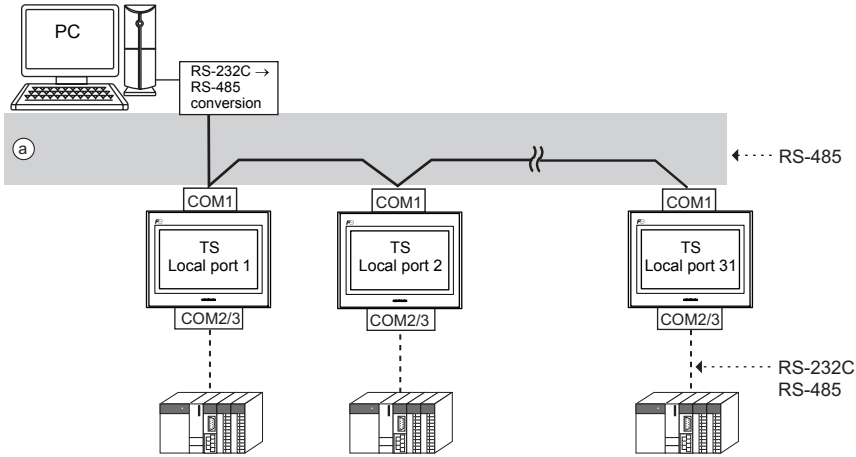 PC
RS-232C →
RS-485
conversion
ⓐ
RS-485
COM1
COM1
COM1
TS
Local port 1
TS
Local port 2
TS
Local port 31
COM2/3
COM2/3
COM2/3
RS-232C
RS-485